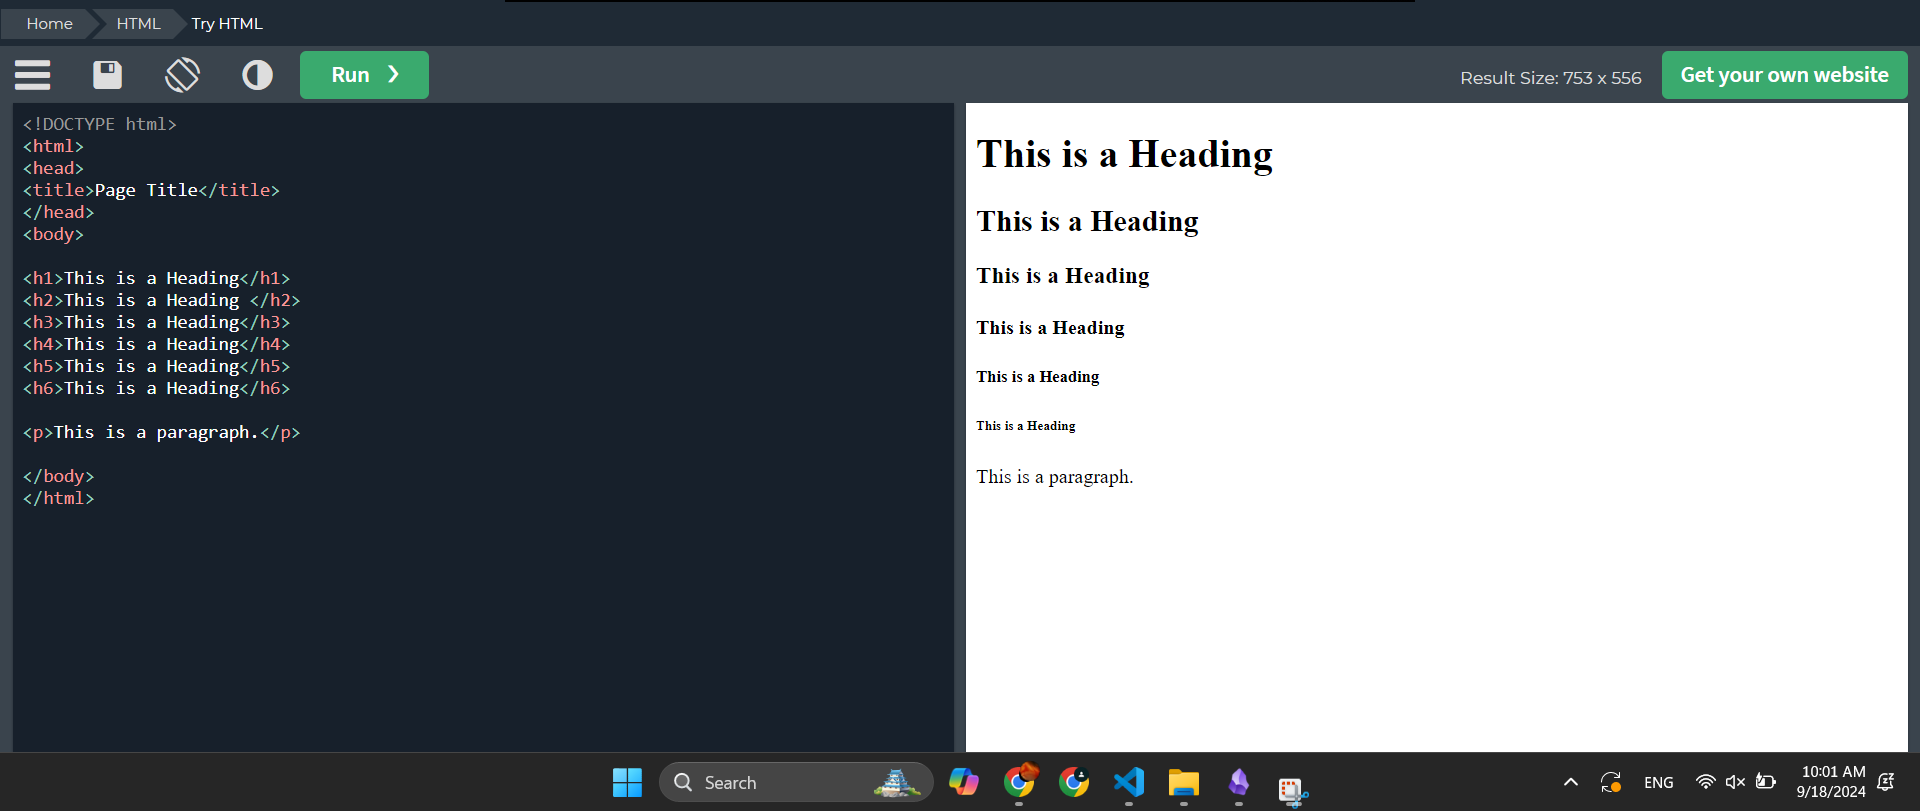 Home
HTML
Try HTML
Run ❯
Result Size: 753 x 556
Get your own website
<!DOCTYPE html>
<html>
<head>
<title>Page Title</title>
</head>
<body>
<h1>This is a Heading</h1>
<h2>This is a Heading </h2>
<h3>This is a Heading</h3>
<h4>This is a Heading</h4>
<h5>This is a Heading</h5>
<h6>This is a Heading</h6>
<p>This is a paragraph.</p>
</body>
</html>
This is a Heading
This is a Heading
This is a Heading
This is a Heading
This is a Heading
This is a Heading
This is a paragraph.
Search
ENG
10:01 AM
9/18/2024